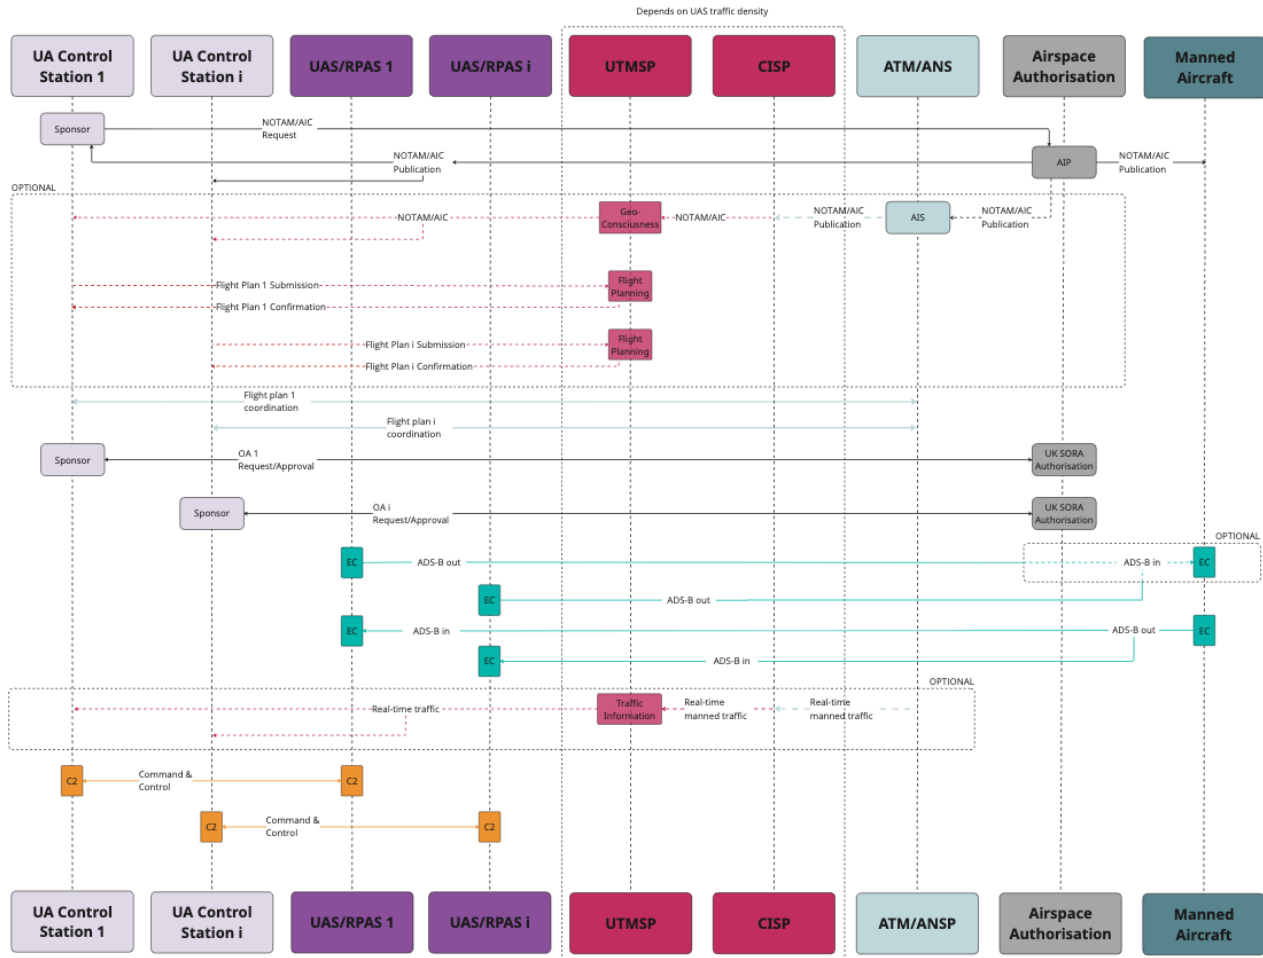 Depends on UAS traffic density
UA Control
Station 1
UA Control
Station i
UAS/RPAS 1
UAS/RPAS i
UTMSP
CISP
ATM/ANS
Airspace
Authorisation
Manned
Aircraft
Sponsor
NOTAM/AIC
Request
NOTAM/AIC
Publication
AIP
NOTAM/AIC
Publication
OPTIONAL
NOTAM/AIC
Geo-
Consciusness
NOTAM/AIC
NOTAM/AIC
Publication
AIS
NOTAM/AIC
Publication
Flight Plan 1 Submission
Flight
Planning
Flight Plan 1 Confirmation
Flight Plan i Submission
Flight
Planning
Flight Plan i Confirmation
Flight plan 1
coordination
Flight plan i
coordination
Sponsor
OA 1
Request/Approval
UK SORA
Authorisation
Sponsor
OA i
Request/Approval
UK SORA
Authorisation
OPTIONAL
EC
ADS-B out
ADS-B in
EC
EC
ADS-B out
EC
ADS-B in
ADS-B out
EC
EC
ADS-B in
OPTIONAL
Real-time traffic
Traffic
Information
Real-time
manned traffic
Real-time
manned traffic
C2
Command &
Control
C2
C2
Command &
Control
C2
UA Control
Station 1
UA Control
Station i
UAS/RPAS 1
UAS/RPAS i
UTMSP
CISP
ATM/ANSP
Airspace
Authorisation
Manned
Aircraft